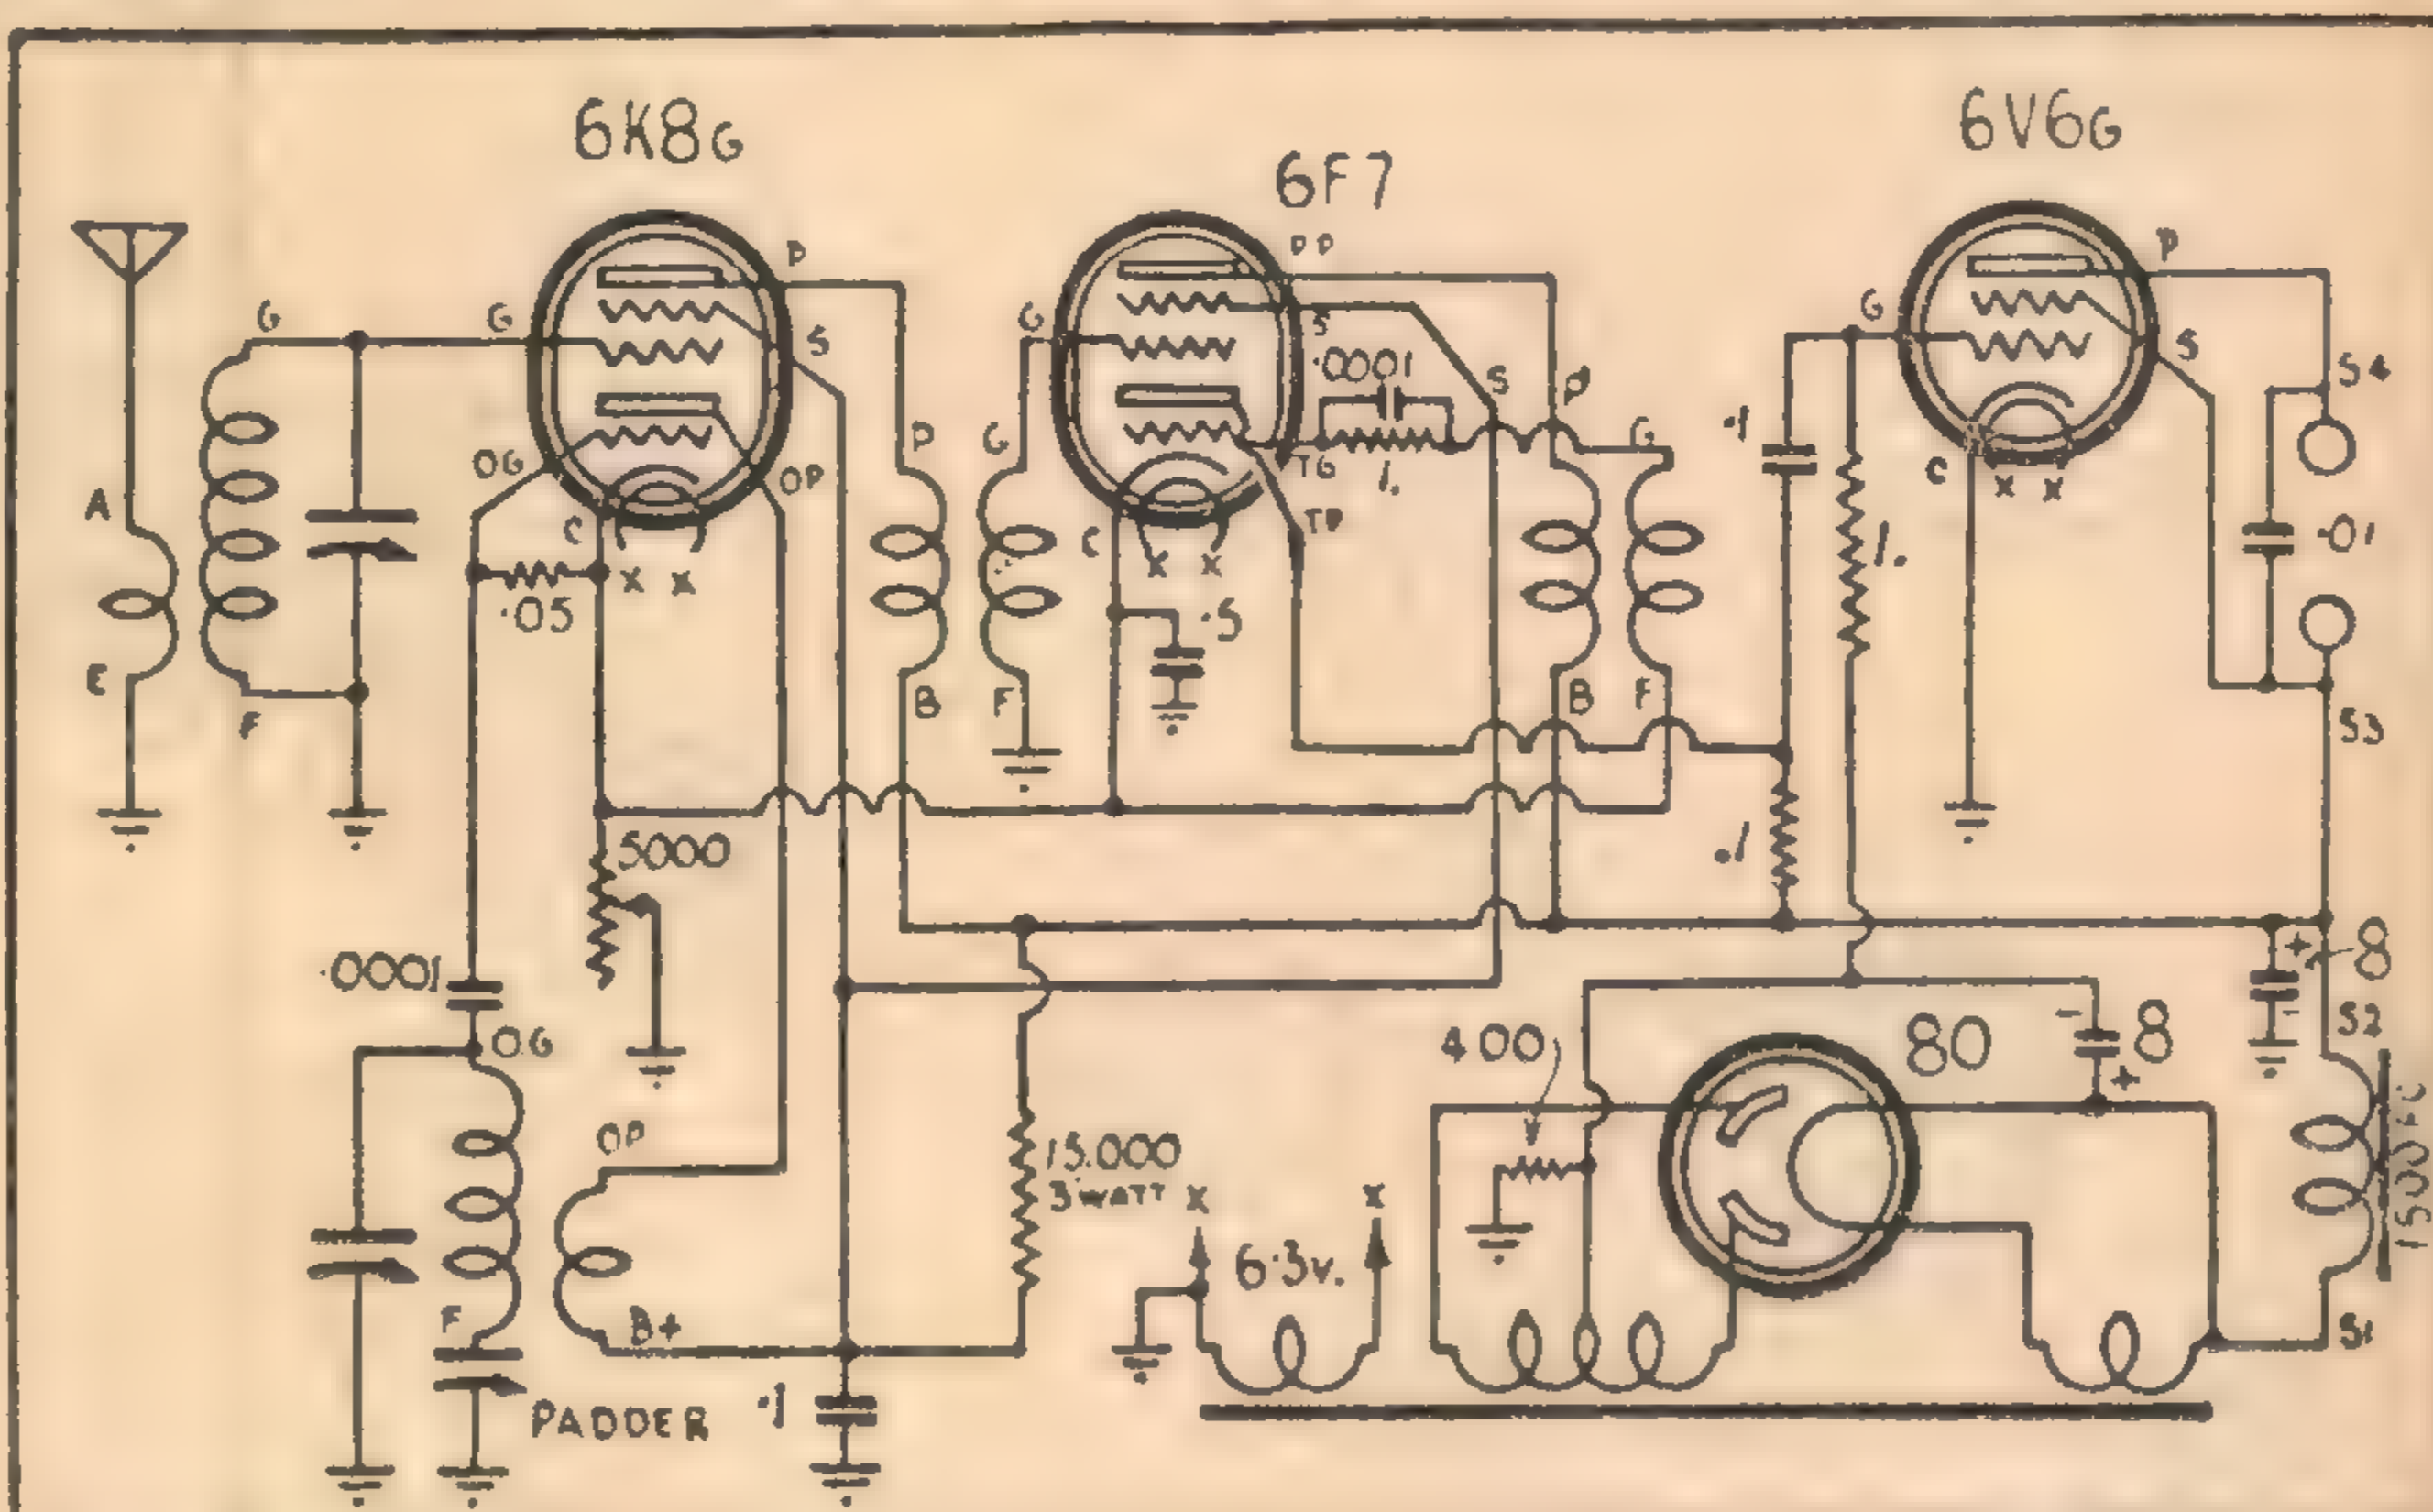 6K8G
6F7
6V6G
P
PP
P
G
G
S
G
S
G
S
.0001
S
P
S4
P
G
G
.1
OG
OP
TG
1.
C
A
C
TP
C
X X
1.
.01
X X
X X
.05
.5
E
F
B
F
B
F
S3
5000
.1
.0001
+
8
-
S2
OG
400
80
-
8
+
OP
15.000
3 WATT
X
X
6.3v.
1500
F
B+
S1
PADDER
.1